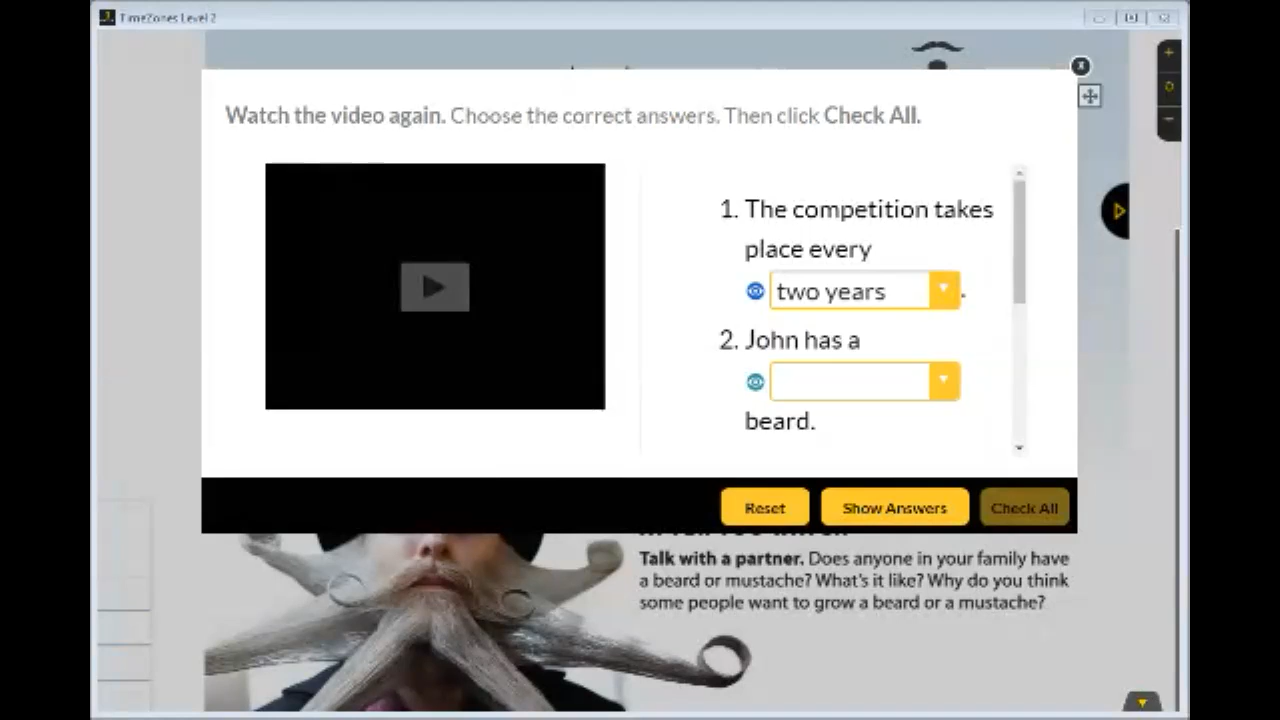 TimeZones Level 2
Watch the video again. Choose the correct answers. Then click Check All.
1. The competition takes
place every
two years .
2. John has a
beard.
Reset Show Answers Check All
Talk with a partner. Does anyone in your family have
a beard or mustache? What's it like? Why do you think
some people want to grow a beard or a mustache?